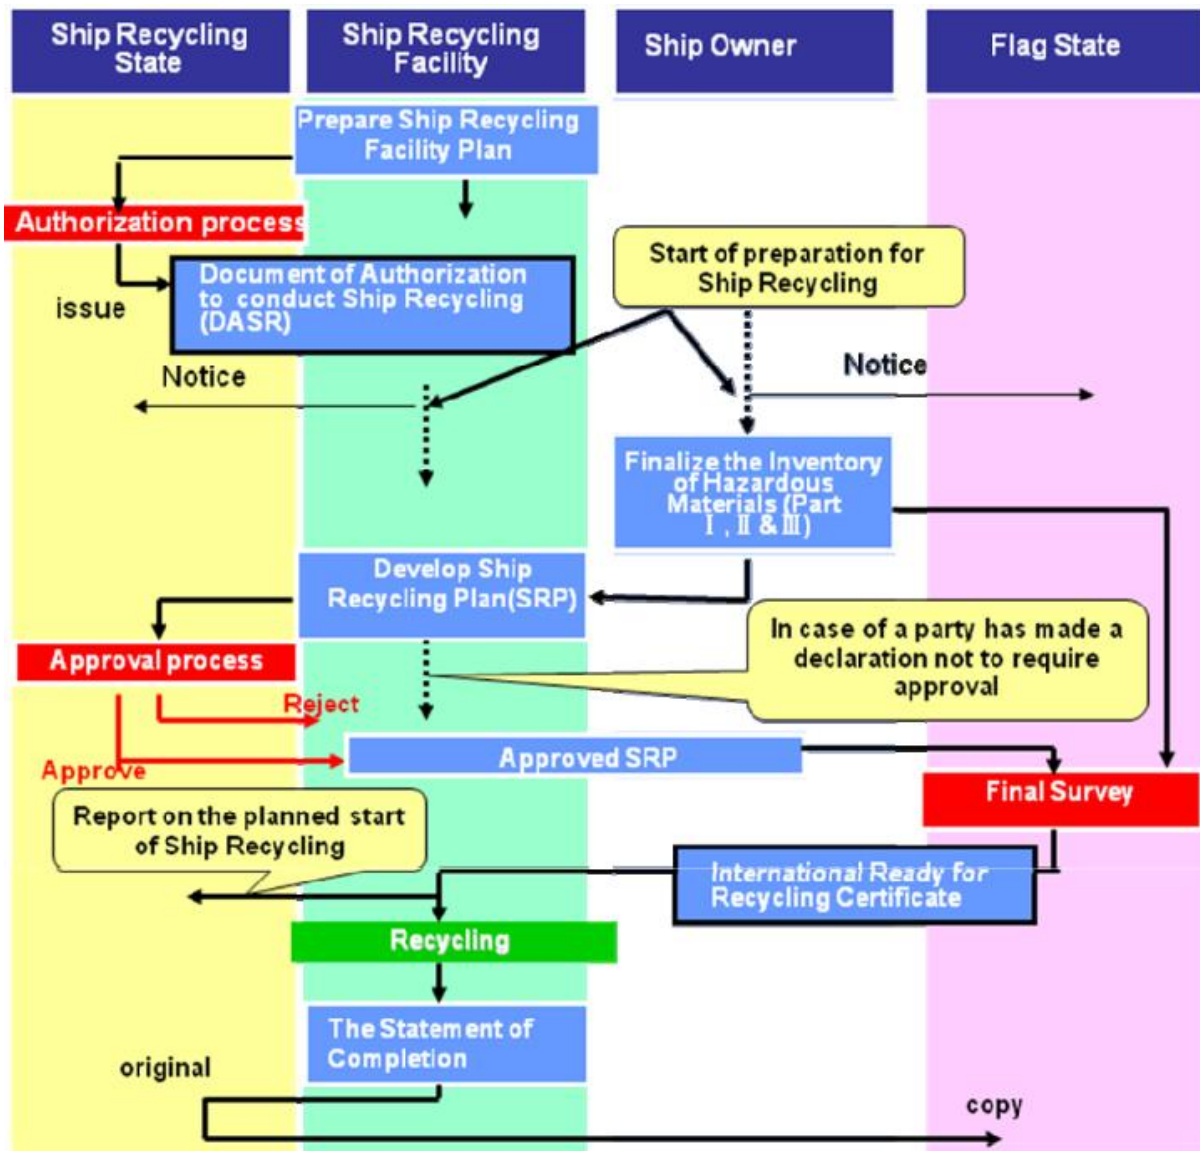 Ship Recycling
State
Ship Recycling
Facility
Ship Owner
Flag State
Prepare Ship Recycling
Facility Plan
Authorization process
Document of Authorization
to conduct Ship Recycling
(DASR)
issue
Start of preparation for
Ship Recycling
Notice
Notice
Finalize the Inventory
of Hazardous
Materials (Part
Ⅰ, Ⅱ & Ⅲ)
Develop Ship
Recycling Plan(SRP)
In case of a party has made a
declaration not to require
approval
Approval process
Reject
Approve
Approved SRP
Final Survey
Report on the planned start
of Ship Recycling
International Ready for
Recycling Certificate
Recycling
The Statement of
Completion
original
copy